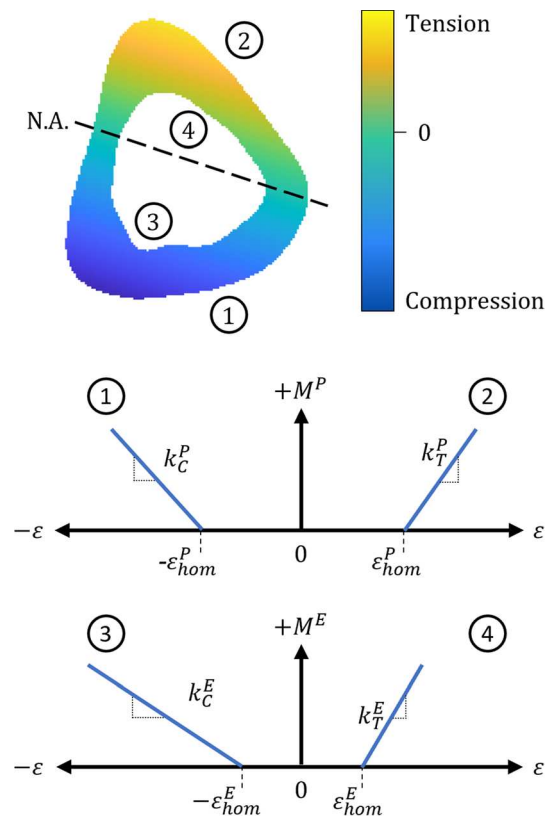 Tension
②
N.A.
④
0
③
Compression
①
① +M^P ②
k_C^P k_T^P
−ε ε
-ε_hom^P 0 ε_hom^P
③ +M^E ④
k_C^E k_T^E
−ε ε
−ε_hom^E 0 ε_hom^E